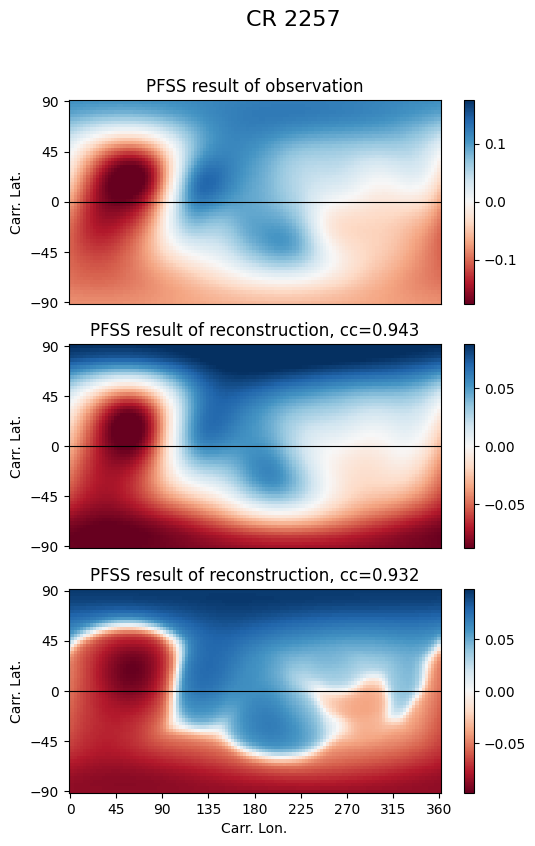 CR 2257
PFSS result of observation
90
45
0
−45
−90
Carr. Lat.
0.1
0.0
−0.1
PFSS result of reconstruction, cc=0.943
90
45
0
−45
−90
Carr. Lat.
0.05
0.00
−0.05
PFSS result of reconstruction, cc=0.932
90
45
0
−45
−90
Carr. Lat.
0.05
0.00
−0.05
0 45 90 135 180 225 270 315 360
Carr. Lon.